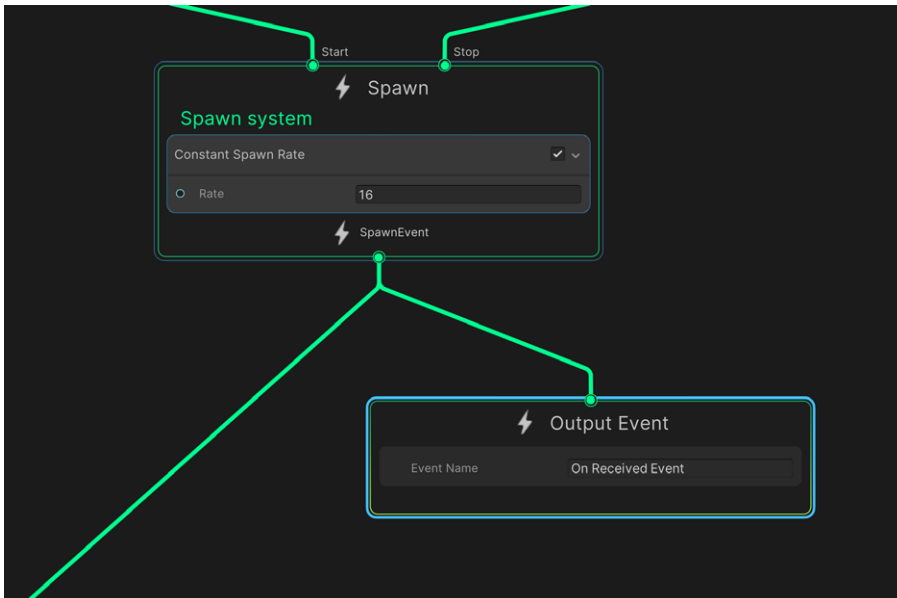 Start
Stop
Spawn
Spawn system
Constant Spawn Rate
Rate
16
SpawnEvent
Output Event
Event Name
On Received Event